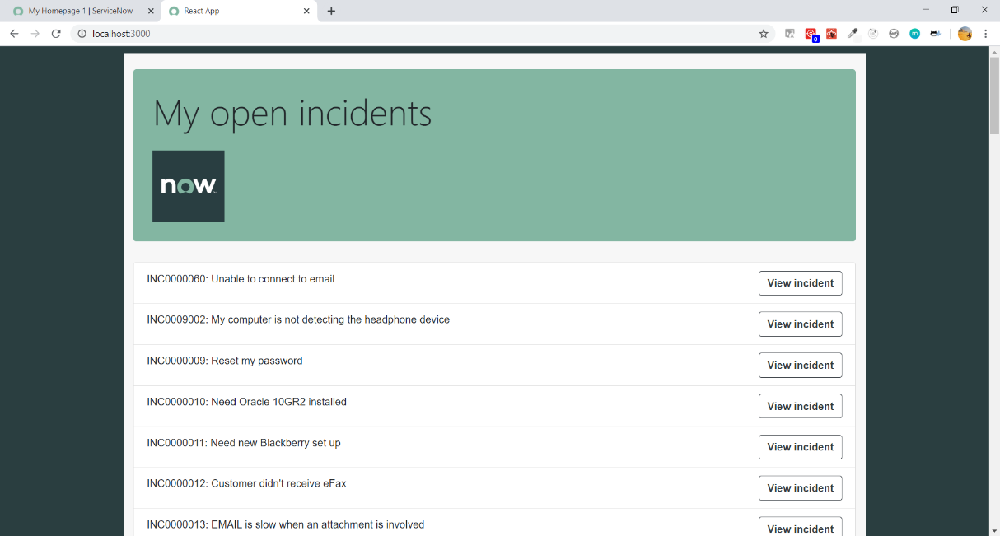 My Homepage 1 | ServiceNow
React App
localhost:3000
0
m
My open incidents
now
INC0000060: Unable to connect to email
View incident
INC0009002: My computer is not detecting the headphone device
View incident
INC0000009: Reset my password
View incident
INC0000010: Need Oracle 10GR2 installed
View incident
INC0000011: Need new Blackberry set up
View incident
INC0000012: Customer didn't receive eFax
View incident
INC0000013: EMAIL is slow when an attachment is involved
View incident